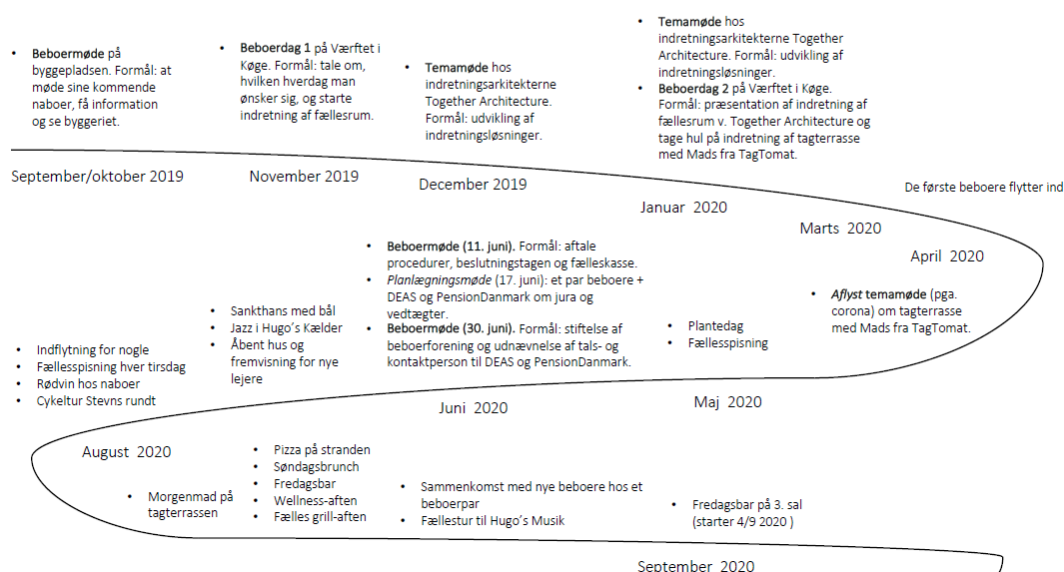 • Beboermøde på
byggepladsen. Formål: at
møde sine kommende
naboer, få information
og se byggeriet.
• Beboerdag 1 på Værftet i
Køge. Formål: tale om,
hvilken hverdag man
ønsker sig, og starte
indretning af fællesrum.
• Temamøde hos
indretningsarkitekterne
Together Architecture.
Formål: udvikling af
indretningsløsninger.
• Temamøde hos
indretningsarkitekterne Together
Architecture. Formål: udvikling af
indretningsløsninger.
• Beboerdag 2 på Værftet i Køge.
Formål: præsentation af indretning af
fællesrum v. Together Architecture og
tage hul på indretning af tagterrasse
med Mads fra TagTomat.
September/oktober 2019
November 2019
December 2019
Januar 2020
De første beboere flytter ind
Marts 2020
April 2020
• Aflyst temamøde (pga.
corona) om tagterrasse
med Mads fra TagTomat.
• Plantedag
• Fællesspisning
• Beboermøde (11. juni). Formål: aftale
procedurer, beslutningstagen og fælleskasse.
• Planlægningsmøde (17. juni): et par beboere +
DEAS og PensionDanmark om jura og
vedtægter.
• Beboermøde (30. juni). Formål: stiftelse af
beboerforening og udnævnelse af tals- og
kontaktperson til DEAS og PensionDanmark.
• Sankthans med bål
• Jazz i Hugo's Kælder
• Åbent hus og
fremvisning for nye
lejere
• Indflytning for nogle
• Fællesspisning hver tirsdag
• Rødvin hos naboer
• Cykeltur Stevns rundt
Maj 2020
Juni 2020
August 2020
• Morgenmad på
tagterrassen
• Pizza på stranden
• Søndagsbrunch
• Fredagsbar
• Wellness-aften
• Fælles grill-aften
• Sammenkomst med nye beboere hos et
beboerpar
• Fællestur til Hugo's Musik
• Fredagsbar på 3. sal
(starter 4/9 2020 )
September 2020